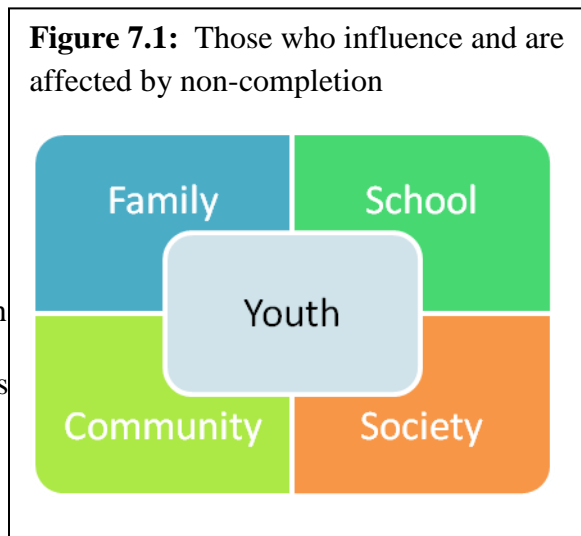 Figure 7.1: Those who influence and are
affected by non-completion
Family
School
Youth
n
s
Community
Society